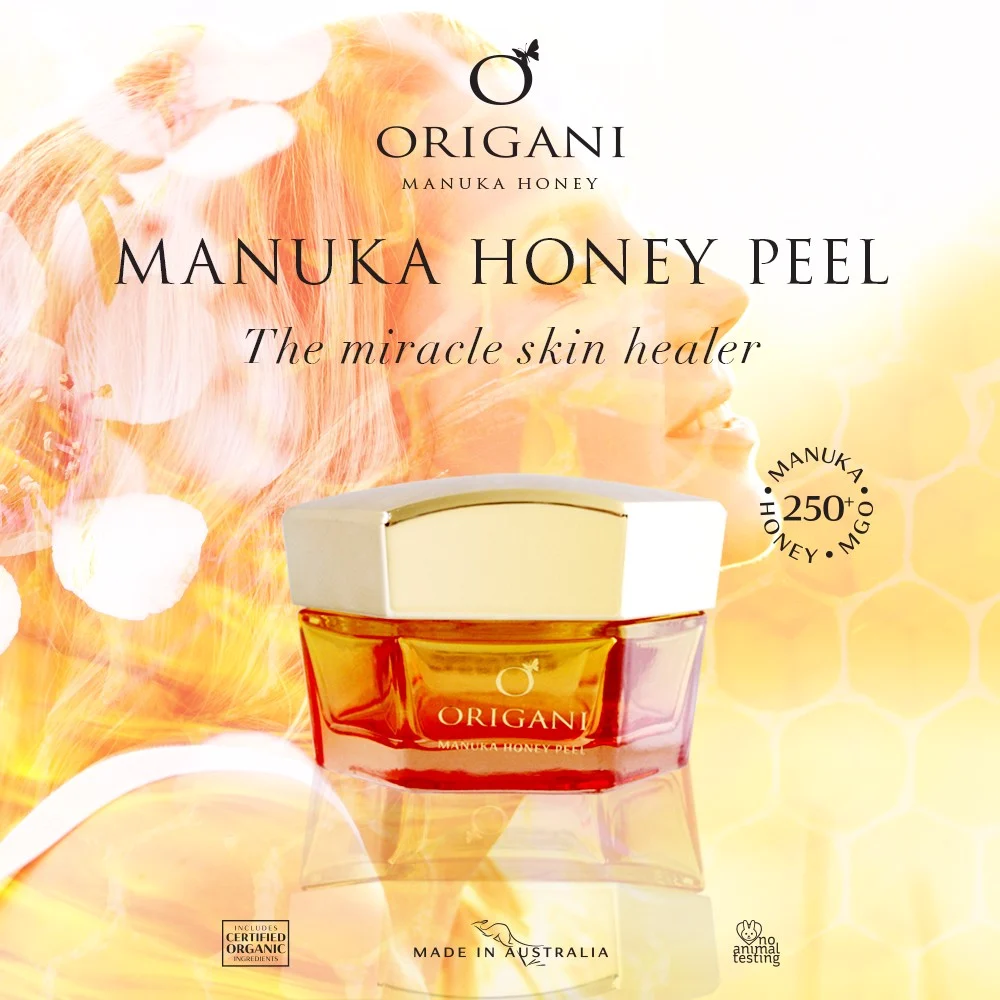 O
ORIGANI
MANUKA HONEY
MANUKA HONEY PEEL
The miracle skin healer
• MANUKA •
250+
HONEY • MGO
O
ORIGANI
MANUKA HONEY PEEL
INCLUDES
CERTIFIED
ORGANIC
INGREDIENTS
MADE IN AUSTRALIA
no
animal
testing